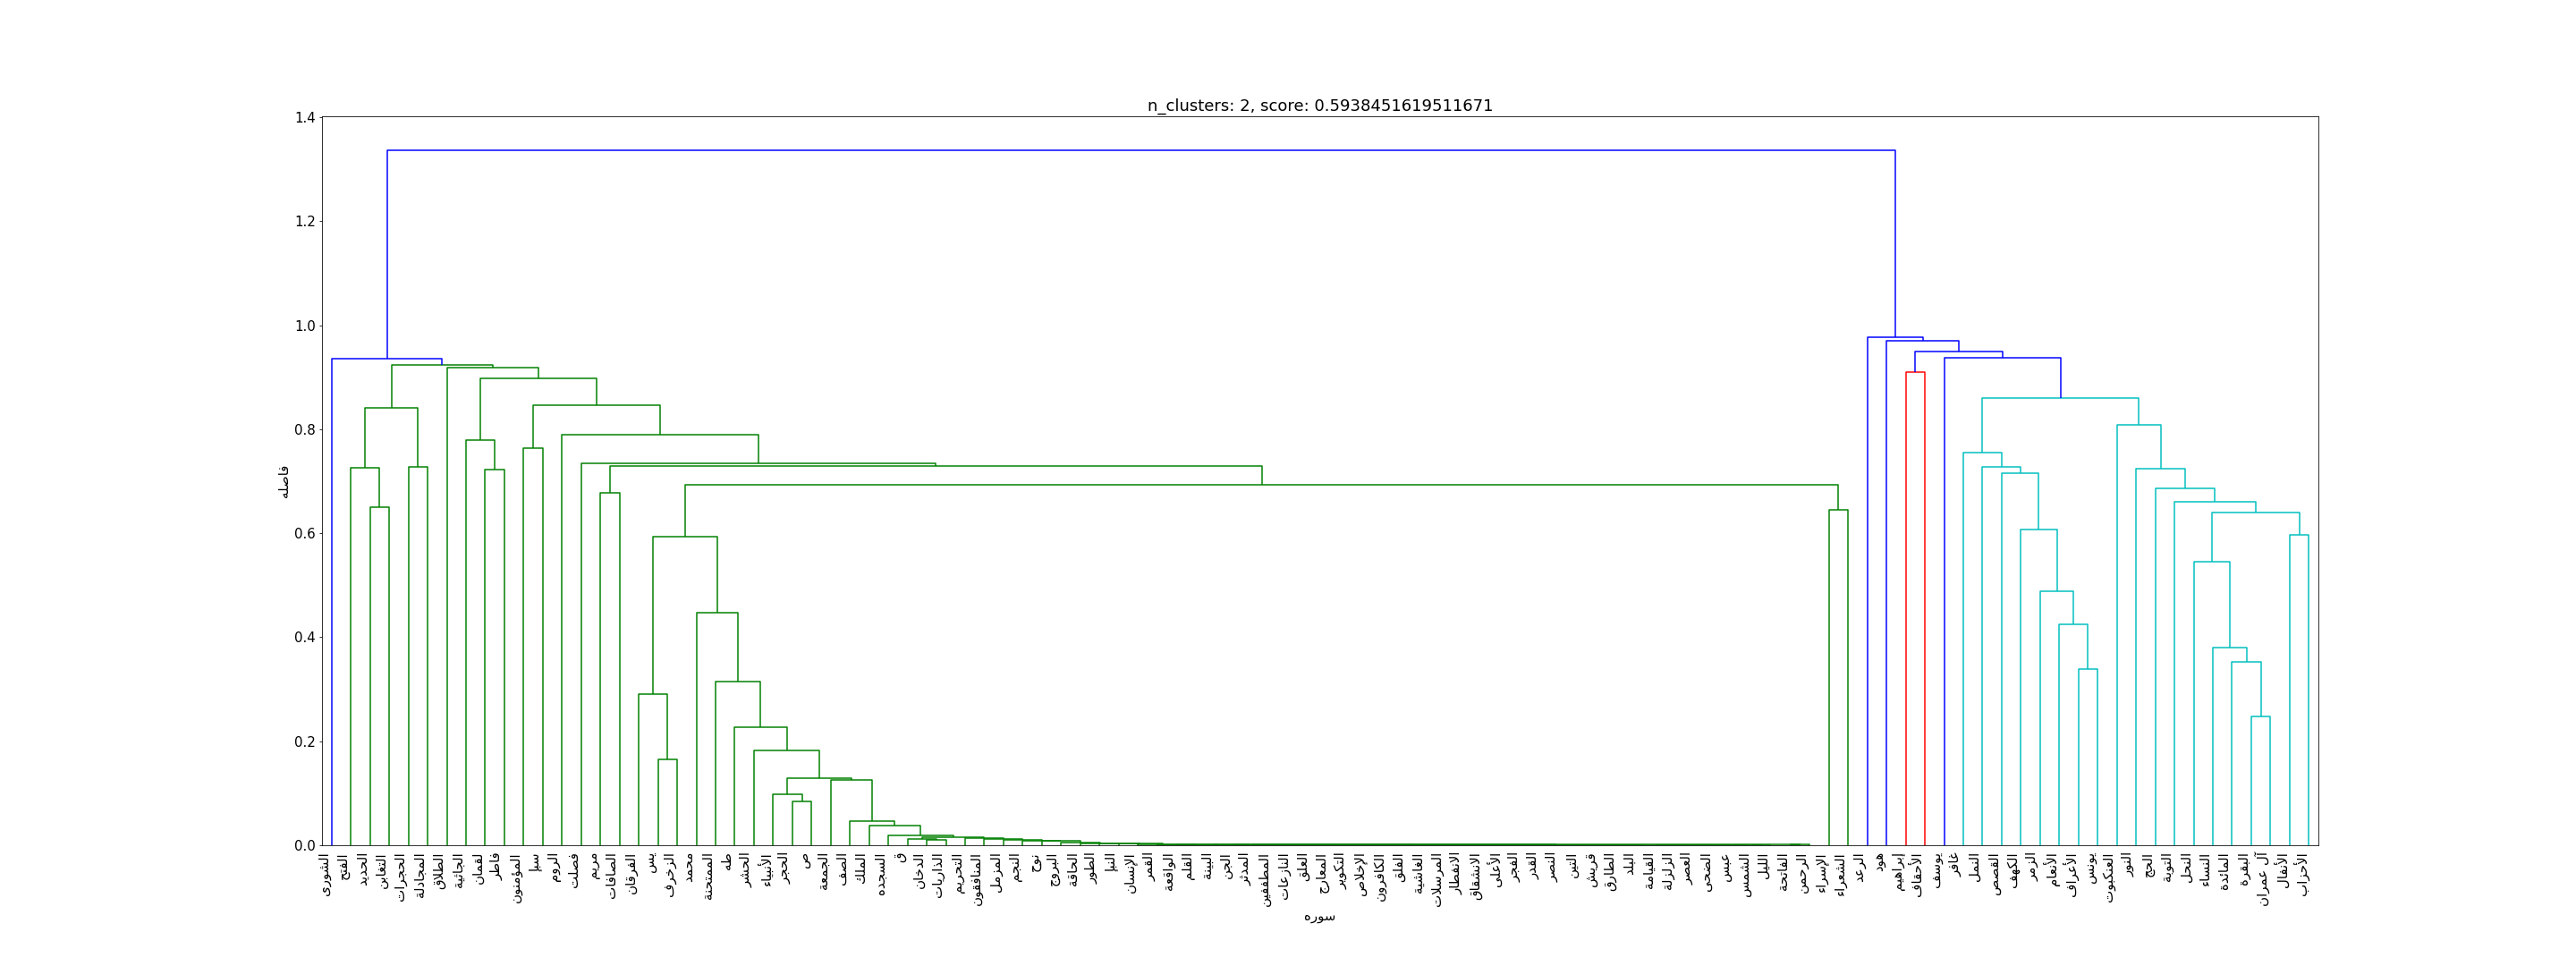 n_clusters: 2, score: 0.5938451619511671
1.4
1.2
1.0
0.8
0.6
0.4
0.2
0.0
فاصله
الشورى
الفتح
الحديد
التغابن
الحجرات
المجادلة
الطلاق
الجاثية
لقمان
فاطر
المؤمنون
سبإ
الروم
فصلت
مريم
الصافات
الفرقان
يس
الزخرف
محمد
الممتحنة
طه
الحشر
الأنبياء
الحجر
ص
الجمعة
الصف
الملك
السجده
ق
الدخان
الذاريات
التحريم
المنافقون
المزمل
النجم
نوح
البروج
الحاقة
الطور
النبإ
الإنسان
القمر
الواقعة
القلم
البينة
الجن
المدثر
المطففين
النازعات
العلق
المعارج
التكوير
الإخلاص
الكافرون
الفلق
الغاشية
المرسلات
الانفطار
الانشقاق
الأعلى
الفجر
القدر
النصر
التين
قريش
الطارق
البلد
القيامة
الزلزلة
العصر
الضحى
عبس
الشمس
الليل
الفاتحة
الرحمن
الإسراء
الشعراء
الرعد
هود
إبراهيم
الأحقاف
يوسف
غافر
النمل
القصص
الكهف
الزمر
الأنعام
الأعراف
يونس
العنكبوت
النور
الحج
التوبة
النحل
النساء
المائدة
البقرة
آل عمران
الأنفال
الأحزاب
سوره